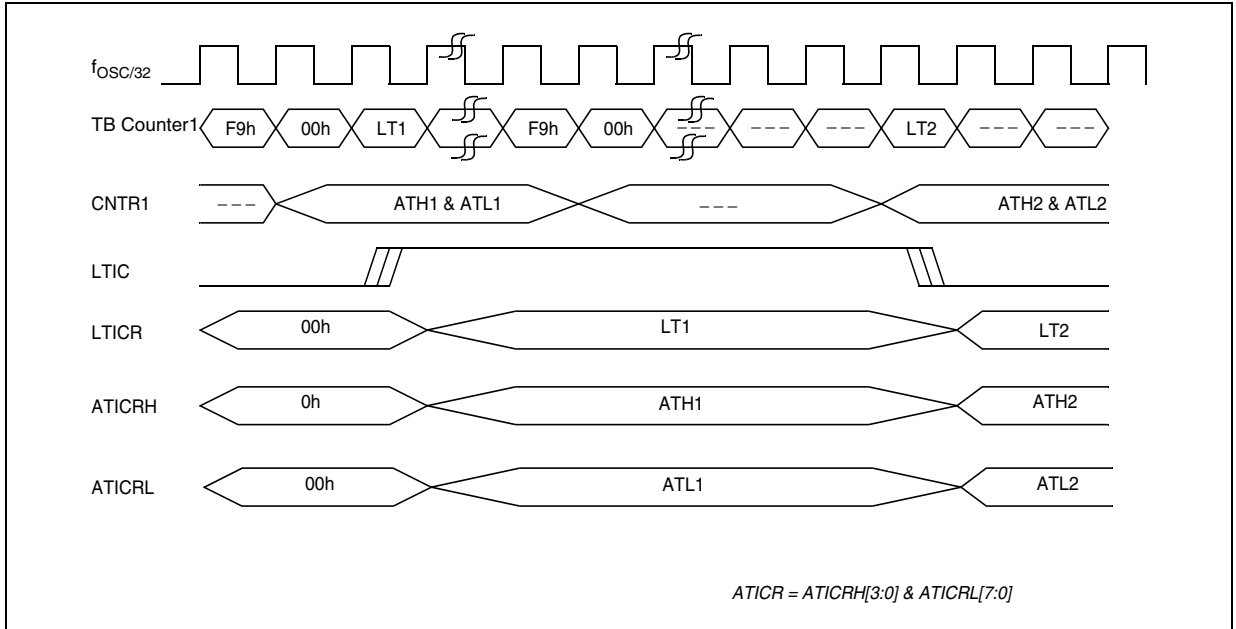 fOSC/32
TB Counter1 F9h 00h LT1 F9h 00h --- --- --- LT2 --- ---
CNTR1 --- ATH1 & ATL1 --- ATH2 & ATL2
LTIC
LTICR 00h LT1 LT2
ATICRH 0h ATH1 ATH2
ATICRL 00h ATL1 ATL2
ATICR = ATICRH[3:0] & ATICRL[7:0]